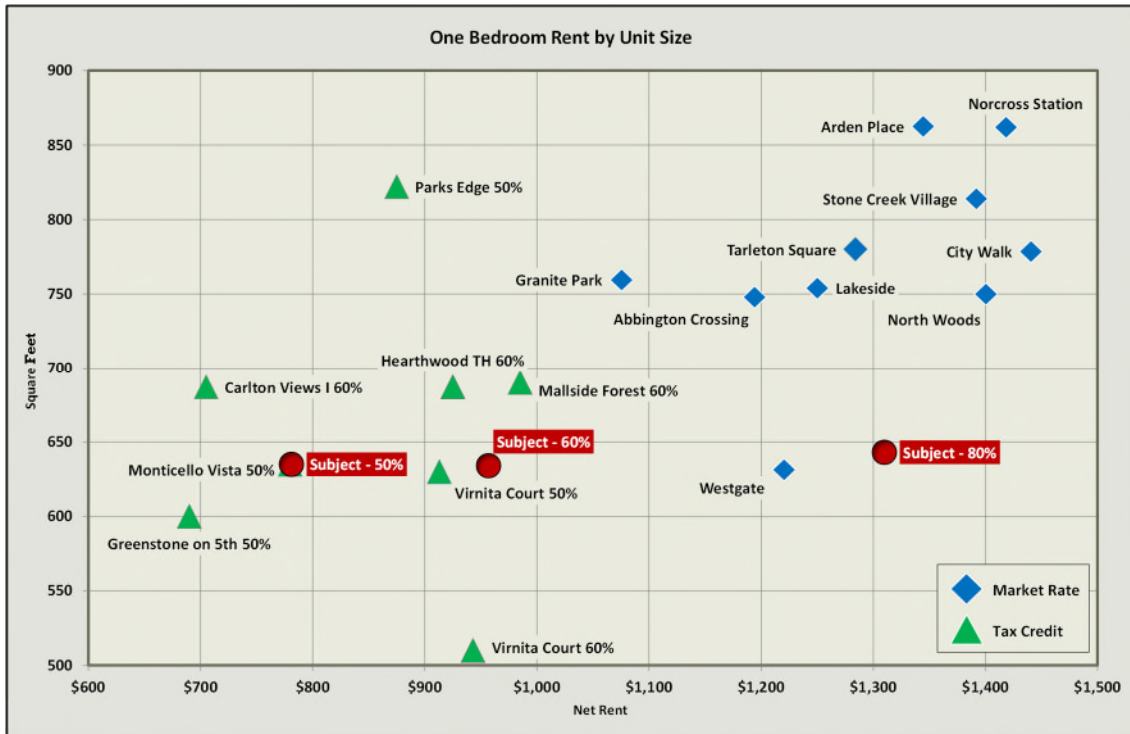 One Bedroom Rent by Unit Size
900
Norcross Station
Arden Place
850
Parks Edge 50%
Stone Creek Village
800
Tarleton Square
City Walk
Granite Park
Lakeside
750
Abbington Crossing
North Woods
700
Hearthwood TH 60%
Carlton Views I 60%
Mallside Forest 60%
650
Subject - 60%
Subject - 80%
Monticello Vista 50%
Subject - 50%
Virnita Court 50%
Westgate
600
Greenstone on 5th 50%
550
Market Rate
Tax Credit
Virnita Court 60%
500
Square Feet
$600
$700
$800
$900
$1,000
$1,100
$1,200
$1,300
$1,400
$1,500
Net Rent